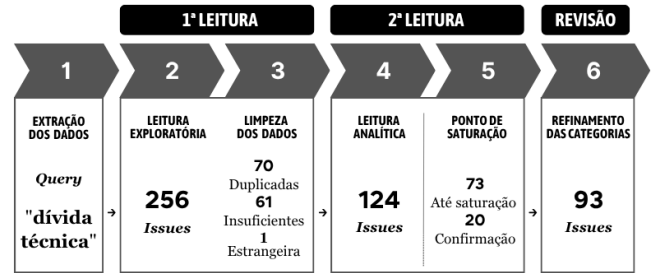 1ª LEITURA
2ª LEITURA
REVISÃO
1
2
3
4
5
6
EXTRAÇÃO
DOS DADOS
Query
"dívida
técnica"
LEITURA
EXPLORATÓRIA
256
Issues
LIMPEZA
DOS DADOS
70
Duplicadas
61
Insuficientes
1
Estrangeira
LEITURA
ANALÍTICA
124
Issues
PONTO DE
SATURAÇÃO
73
Até saturação
20
Confirmação
REFINAMENTO
DAS CATEGORIAS
93
Issues